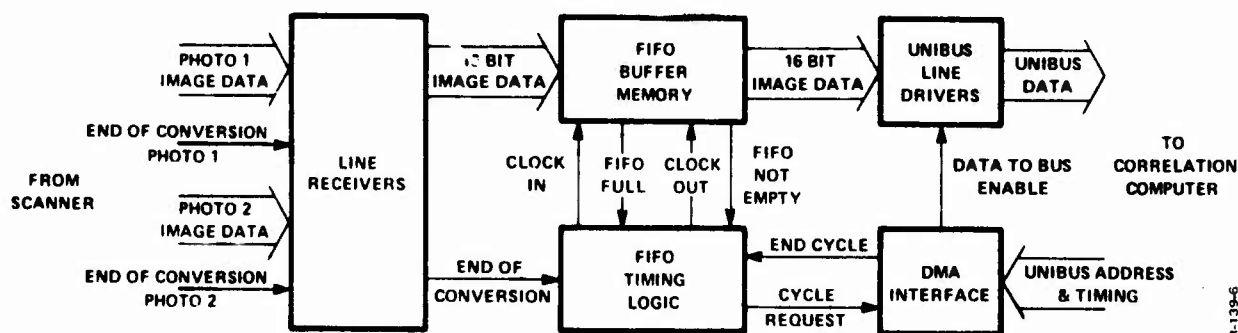 PHOTO 1
IMAGE DATA
END OF CONVERSION
PHOTO 1
FROM
SCANNER
PHOTO 2
IMAGE DATA
END OF CONVERSION
PHOTO 2
LINE
RECEIVERS
BIT
IMAGE DATA
END OF
CONVERSION
FIFO
BUFFER
MEMORY
CLOCK
IN
FIFO
FULL
CLOCK
OUT
FIFO
NOT
EMPTY
FIFO
TIMING
LOGIC
16 BIT
IMAGE DATA
END CYCLE
CYCLE
REQUEST
UNIBUS
LINE
DRIVERS
DATA TO BUS
ENABLE
DMA
INTERFACE
UNIBUS
DATA
TO
CORRELATION
COMPUTER
UNIBUS ADDRESS
& TIMING